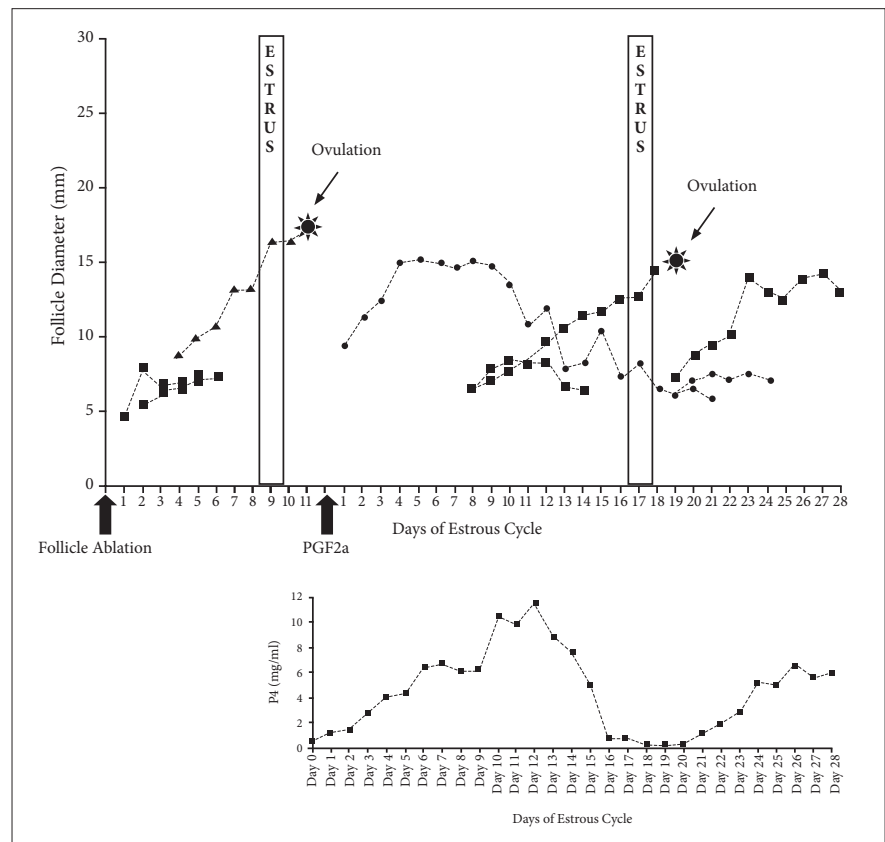 30
25
20
15
10
5
0
Follicle Diameter (mm)
ESTRUS
Ovulation
ESTRUS
Ovulation
1 2 3 4 5 6 7 8 9 10 11 1 2 3 4 5 6 7 8 9 10 11 12 13 14 15 16 17 18 19 20 21 22 23 24 25 26 27 28
Days of Estrous Cycle
Follicle Ablation
PGF2a
12
10
8
6
4
2
0
P4 (mg/ml)
Day 0
Day 1
Day 2
Day 3
Day 4
Day 5
Day 6
Day 7
Day 8
Day 9
Day 10
Day 11
Day 12
Day 13
Day 14
Day 15
Day 16
Day 17
Day 18
Day 19
Day 20
Day 21
Day 22
Day 23
Day 24
Day 25
Day 26
Day 27
Day 28
Days of Estrous Cycle